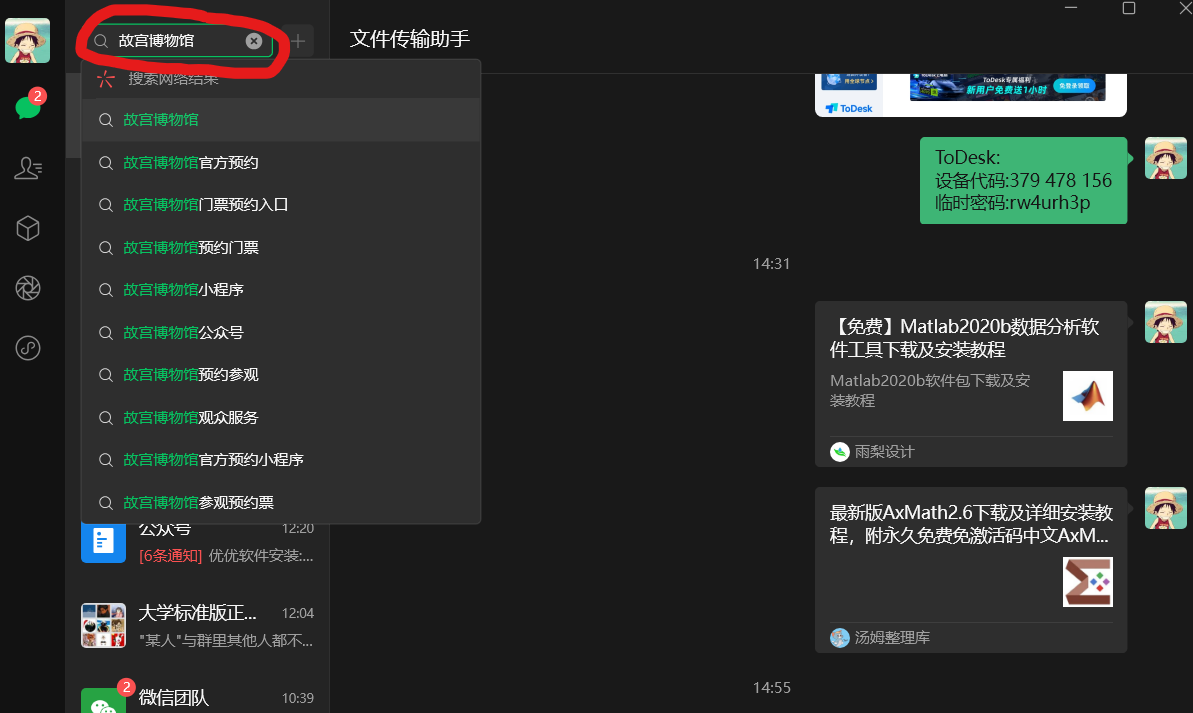 2
故宫博物馆
搜索网络结果
故宫博物馆
故宫博物馆官方预约
故宫博物馆门票预约入口
故宫博物馆预约门票
故宫博物馆小程序
故宫博物馆公众号
故宫博物馆预约参观
故宫博物馆观众服务
故宫博物馆官方预约小程序
故宫博物馆参观预约票
公众号 12:20
[6条通知] 优优软件安装:...
大学标准版正... 12:04
"某人"与群里其他人都不...
2
微信团队 10:39
文件传输助手
ToDesk专属福利
新用户免费送1小时
ToDesk
ToDesk:
设备代码:379 478 156
临时密码:rw4urh3p
14:31
【免费】Matlab2020b数据分析软
件工具下载及安装教程
Matlab2020b软件包下载及安
装教程
雨梨设计
最新版AxMath2.6下载及详细安装教
程，附永久免费免激活码中文AxM...
汤姆整理库
14:55